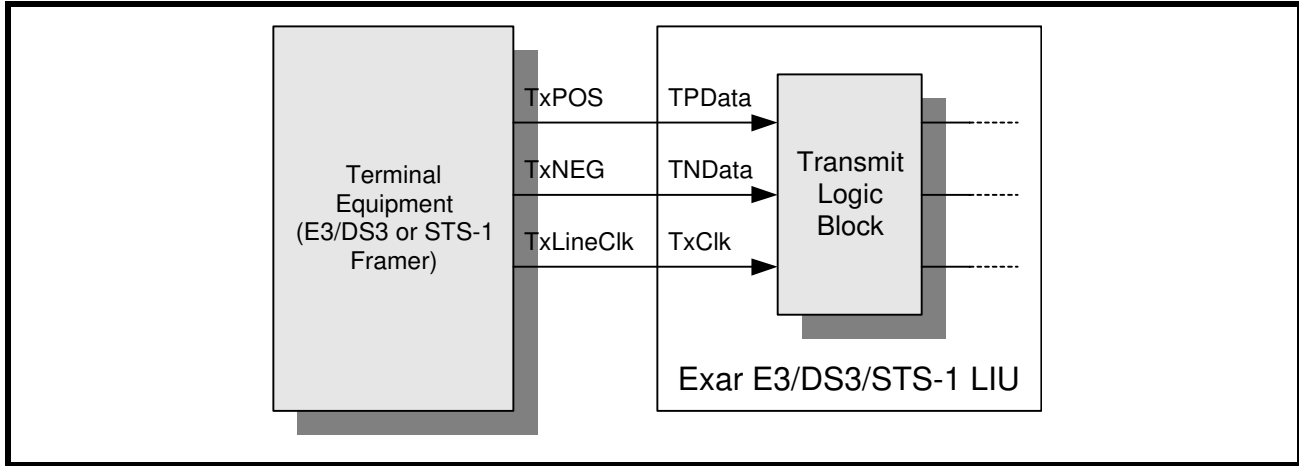 TxPOS
TPData
Terminal
Equipment
(E3/DS3 or STS-1
Framer)
TxNEG
TNData
Transmit
Logic
Block
TxLineClk
TxClk
Exar E3/DS3/STS-1 LIU